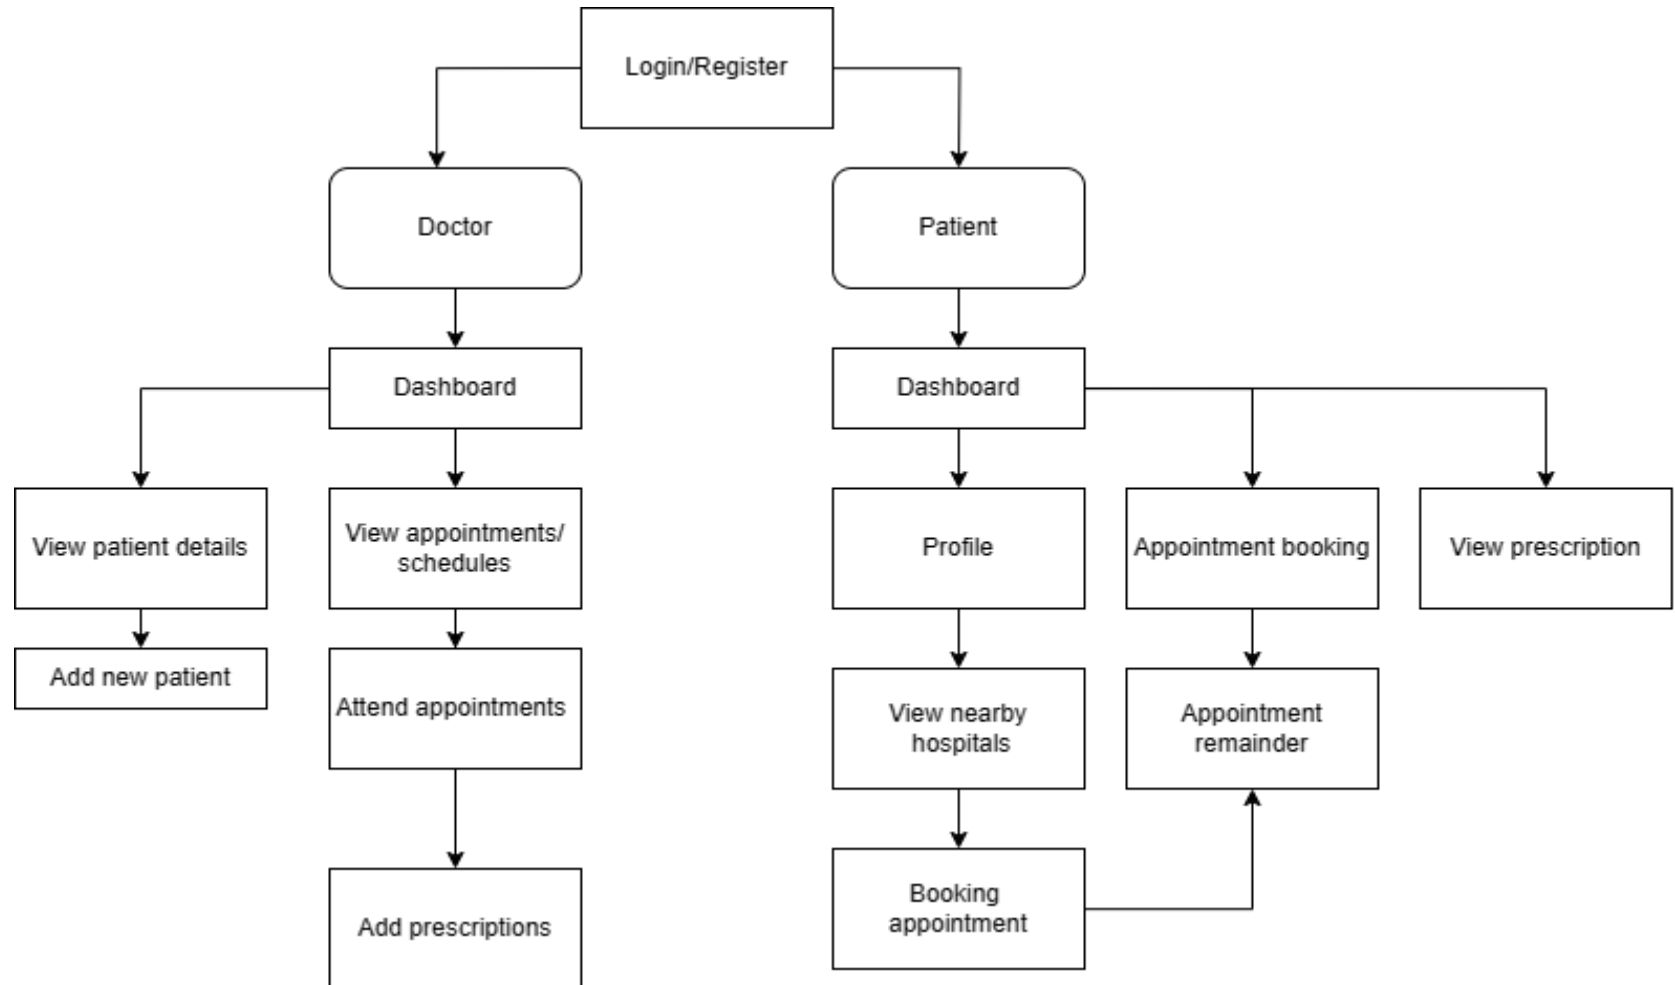 Login/Register
Doctor
Patient
Dashboard
Dashboard
View patient details
View appointments/
schedules
Profile
Appointment booking
View prescription
Add new patient
Attend appointments
View nearby
hospitals
Appointment
remainder
Add prescriptions
Booking
appointment